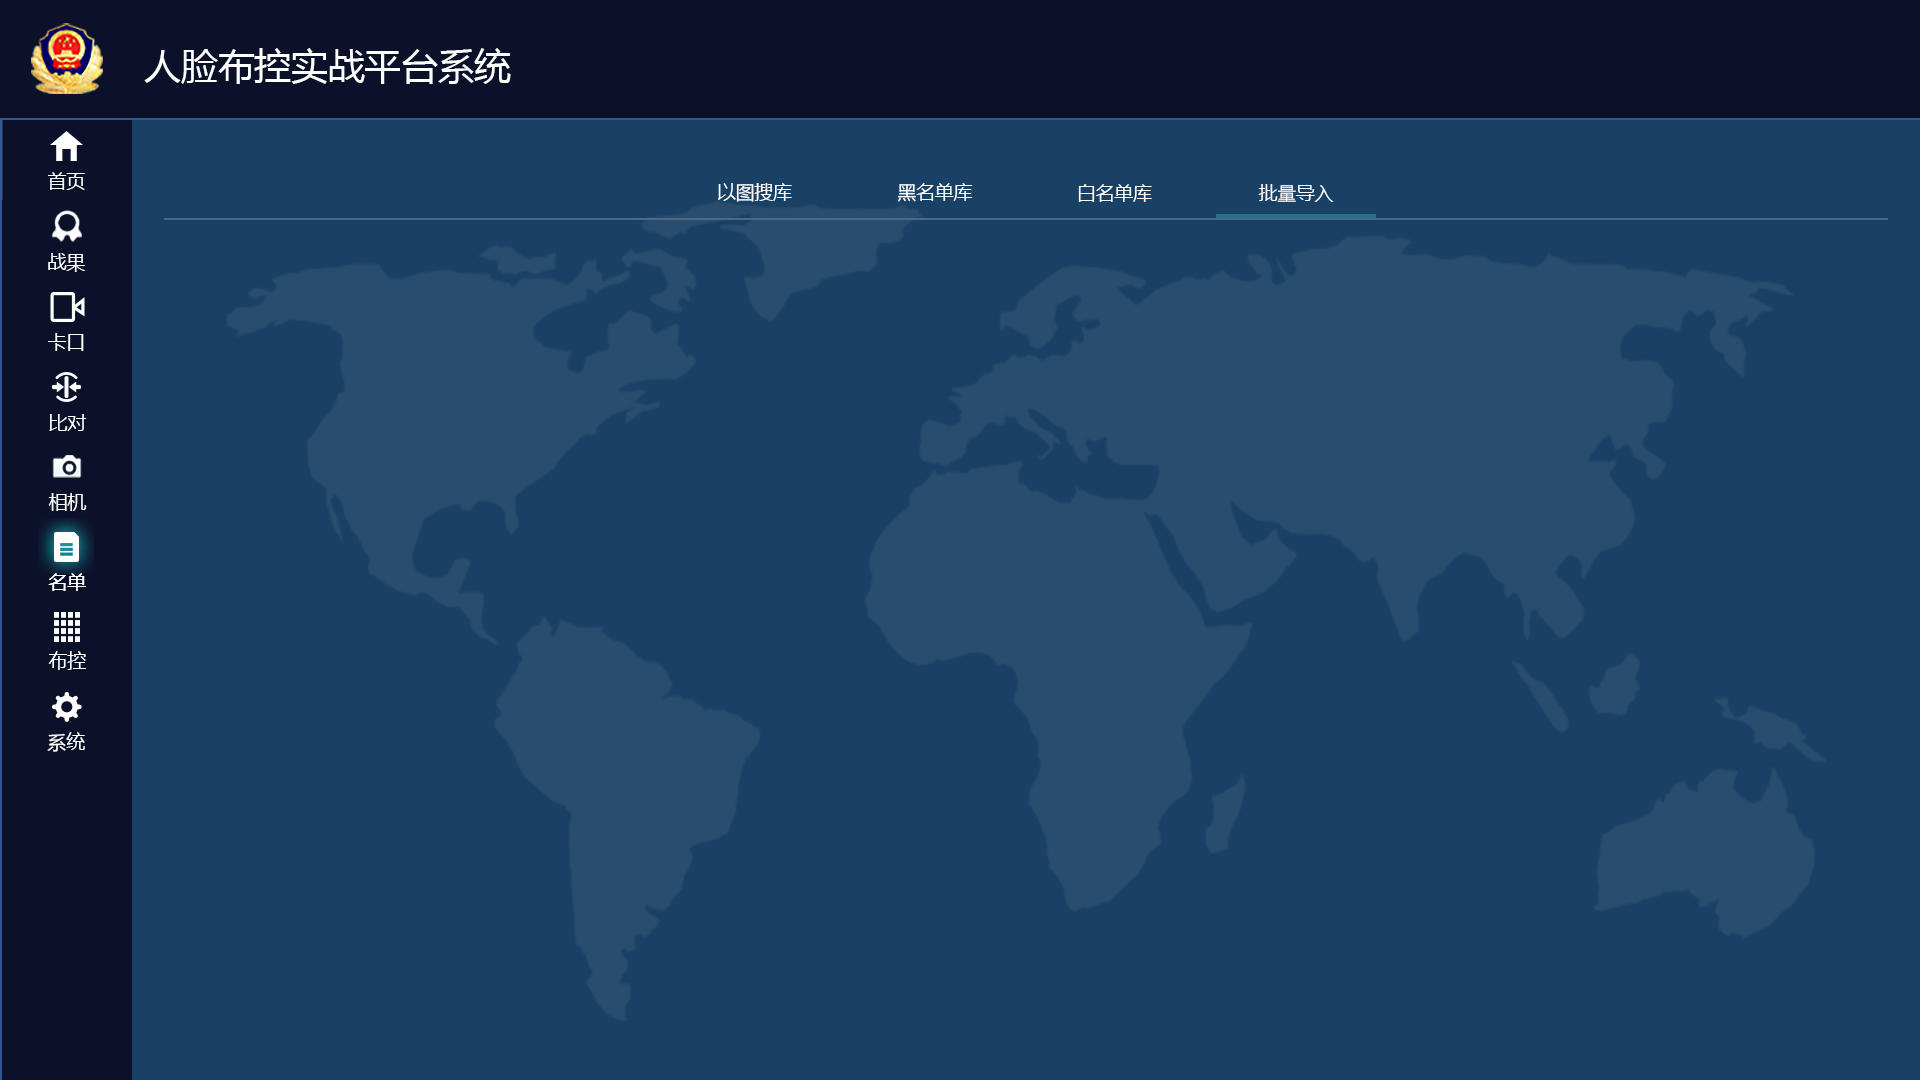 人脸布控实战平台系统
首页
战果
卡口
比对
相机
名单
布控
系统
以图搜库
黑名单库
白名单库
批量导入